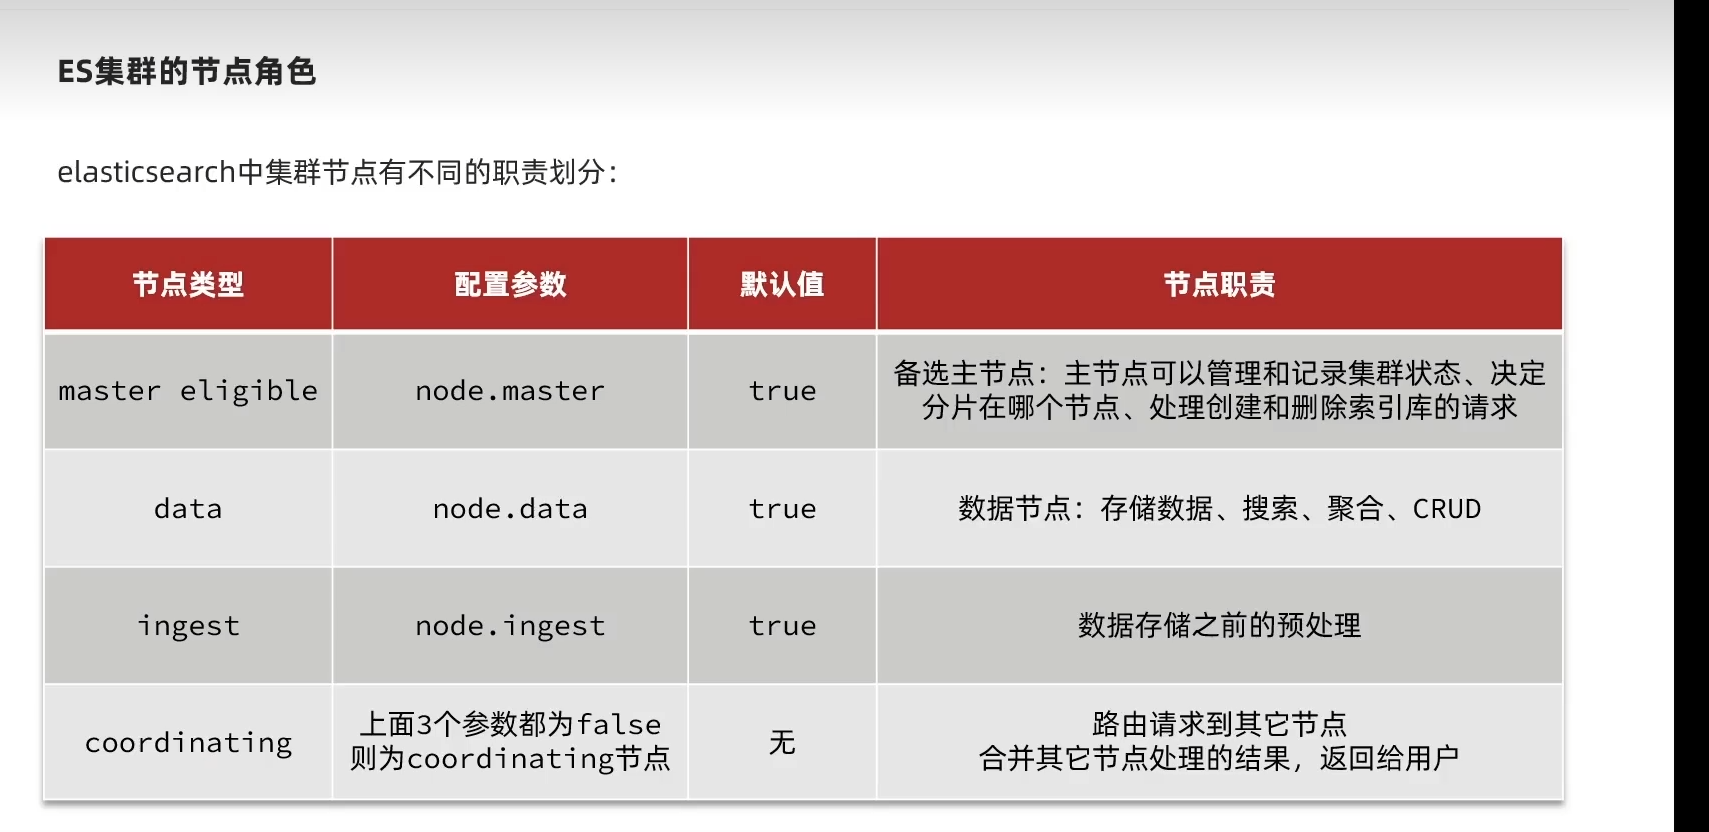 ES集群的节点角色
elasticsearch中集群节点有不同的职责划分：
节点类型 配置参数 默认值 节点职责
master eligible node.master true 备选主节点：主节点可以管理和记录集群状态、决定
分片在哪个节点、处理创建和删除索引库的请求
data node.data true 数据节点：存储数据、搜索、聚合、CRUD
ingest node.ingest true 数据存储之前的预处理
coordinating
上面3个参数都为false
则为coordinating节点
无
路由请求到其它节点
合并其它节点处理的结果，返回给用户